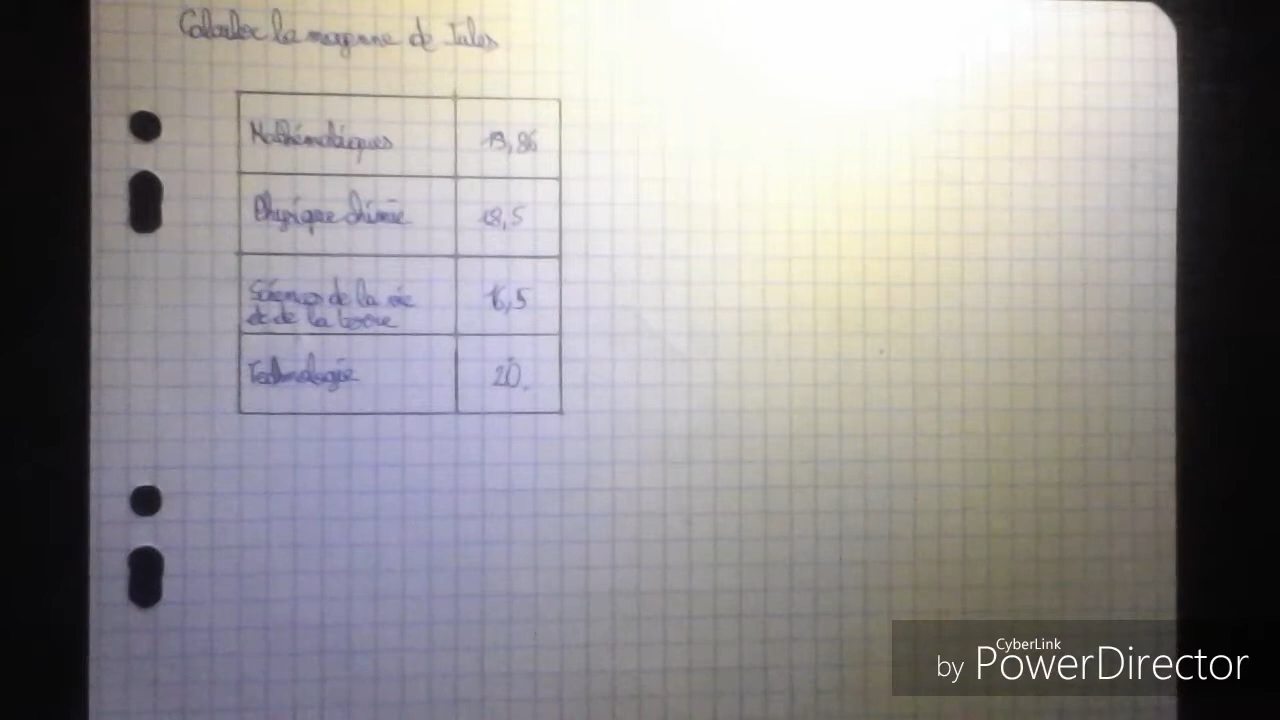 Calculer la moyenne de Jules
Mathématiques 19,86
Physique chimie 18,5
Sciences de la vie
et de la terre 16,5
Technologie 20
CyberLink
by PowerDirector